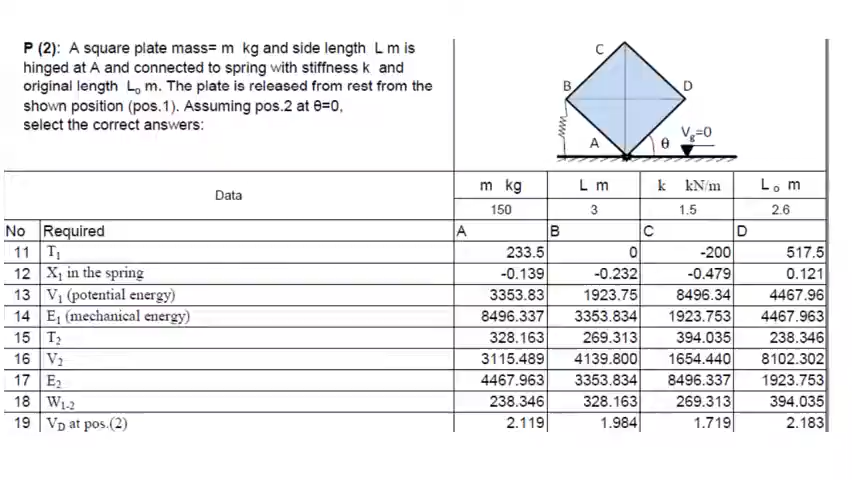 P (2): A square plate mass= m kg and side length L m is
hinged at A and connected to spring with stiffness k and
original length Lₒ m. The plate is released from rest from the
shown position (pos.1). Assuming pos.2 at θ=0,
select the correct answers:
C
B
D
A
θ
Vg=0
Data
m kg
L m
k kN/m
Lₒ m
150
3
1.5
2.6
No Required A B C D
11 T₁ 233.5 0 -200 517.5
12 X₁ in the spring -0.139 -0.232 -0.479 0.121
13 V₁ (potential energy) 3353.83 1923.75 8496.34 4467.96
14 E₁ (mechanical energy) 8496.337 3353.834 1923.753 4467.963
15 T₂ 328.163 269.313 394.035 238.346
16 V₂ 3115.489 4139.800 1654.440 8102.302
17 E₂ 4467.963 3353.834 8496.337 1923.753
18 W₁₋₂ 238.346 328.163 269.313 394.035
19 V_D at pos.(2) 2.119 1.984 1.719 2.183